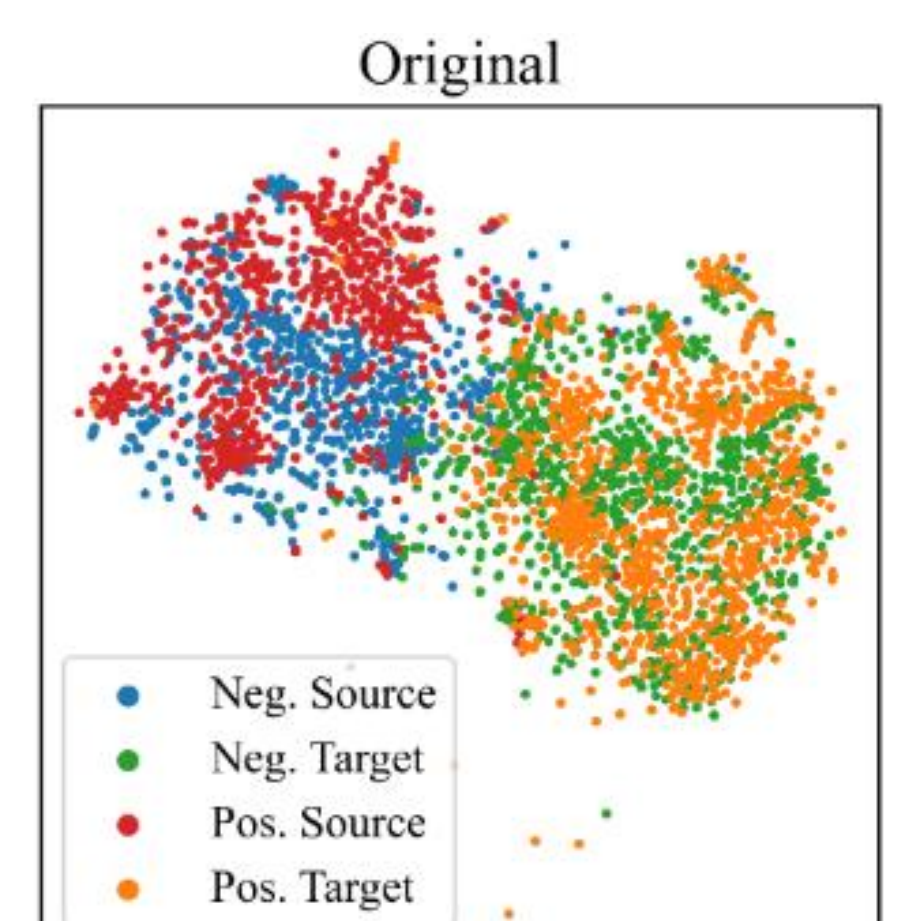 Original
Neg. Source
Neg. Target
Pos. Source
Pos. Target